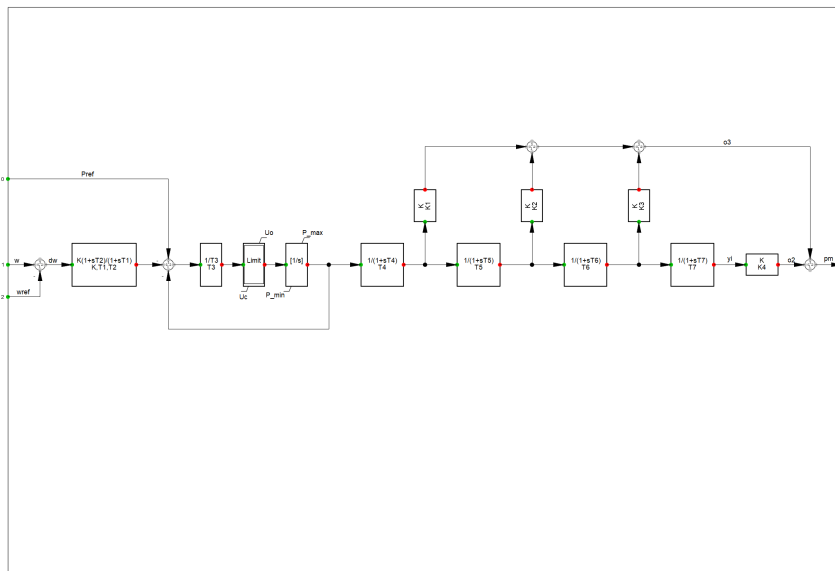 o3
Pref
K
K1
K
K2
K
K3
Uo
P_max
w
dw
K(1+sT2)/(1+sT1)
K,T1,T2
1/T3
T3
Limit
[1/s]
1/(1+sT4)
T4
1/(1+sT5)
T5
1/(1+sT6)
T6
1/(1+sT7)
T7
yl
K
K4
o2
pm
wref
Uc
P_min
0
1
2